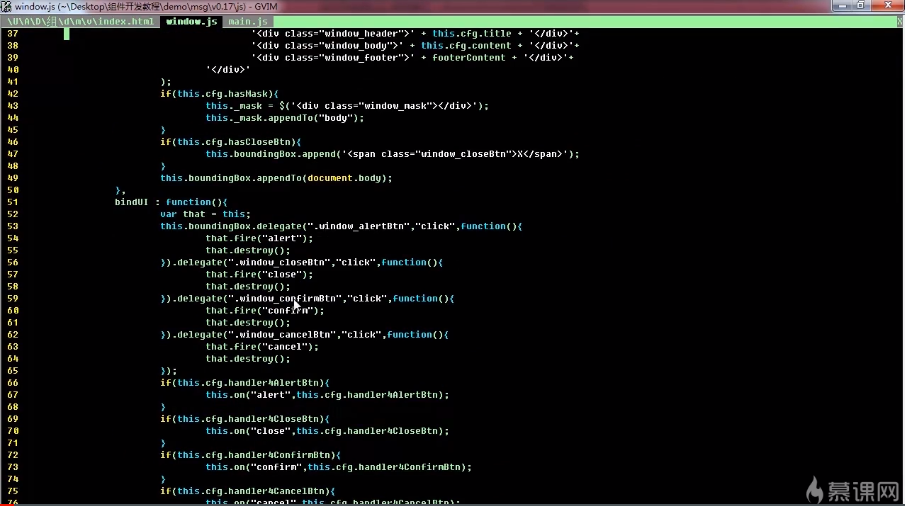 window.js (~\Desktop\组件开发教程\demo\msg\v0.17\js) - GVIM
\U\A\D\组\d\m\v\index.html window.js main.js X
37 '<div class="window_header">' + this.cfg.title + '</div>'+
38 '<div class="window_body">' + this.cfg.content + '</div>'+
39 '<div class="window_footer">' + footerContent + '</div>'+
40 '</div>'
41 );
42 if(this.cfg.hasMask){
43 this._mask = $('<div class="window_mask"></div>');
44 this._mask.appendTo("body");
45 }
46 if(this.cfg.hasCloseBtn){
47 this.boundingBox.append('<span class="window_closeBtn">X</span>');
48 }
49 this.boundingBox.appendTo(document.body);
50 },
51 bindUI : function(){
52 var that = this;
53 this.boundingBox.delegate(".window_alertBtn","click",function(){
54 that.fire("alert");
55 that.destroy();
56 }).delegate(".window_closeBtn","click",function(){
57 that.fire("close");
58 that.destroy();
59 }).delegate(".window_confirmBtn","click",function(){
60 that.fire("confirm");
61 that.destroy();
62 }).delegate(".window_cancelBtn","click",function(){
63 that.fire("cancel");
64 that.destroy();
65 });
66 if(this.cfg.handler4AlertBtn){
67 this.on("alert",this.cfg.handler4AlertBtn);
68 }
69 if(this.cfg.handler4CloseBtn){
70 this.on("close",this.cfg.handler4CloseBtn);
71 }
72 if(this.cfg.handler4ConfirmBtn){
73 this.on("confirm",this.cfg.handler4ConfirmBtn);
74 }
75 if(this.cfg.handler4CancelBtn){
76 this.on("cancel",this.cfg.handler4CancelBtn);
慕课网